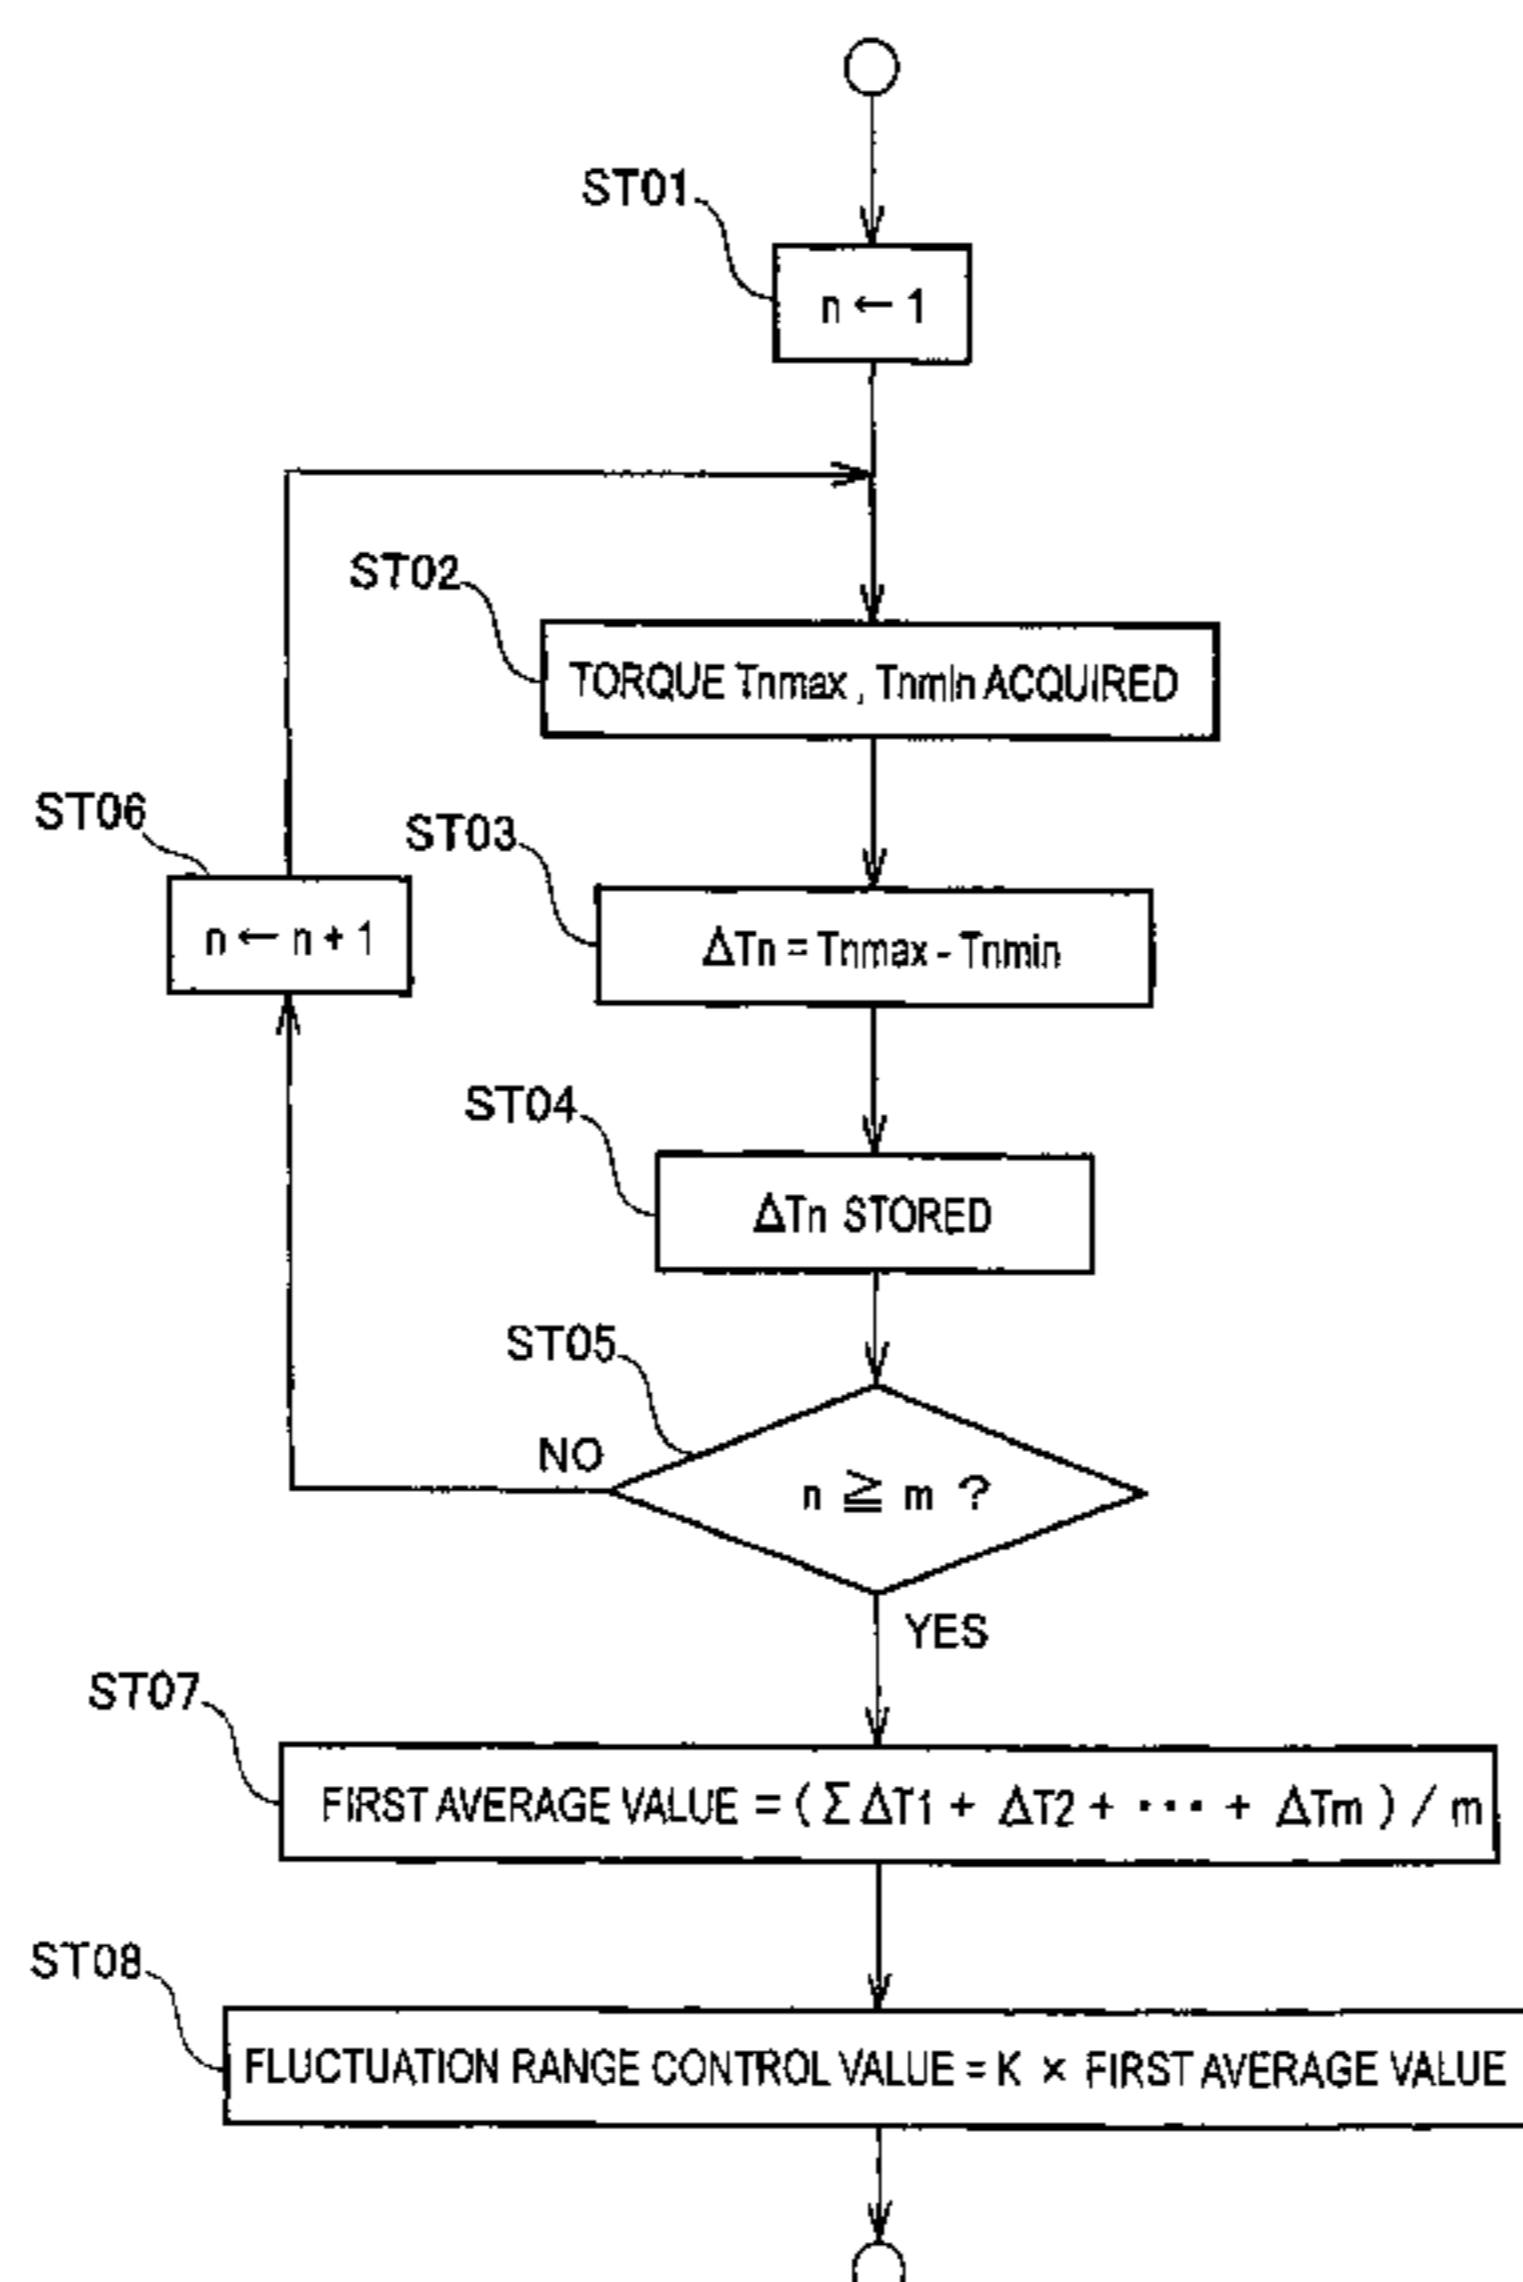 ST01
n ← 1
ST02
TORQUE Tnmax , Tnmin ACQUIRED
ST06
ST03
n ← n + 1
ΔTn = Tnmax - Tnmin
ST04
ΔTn STORED
ST05
NO
n ≧ m ?
YES
ST07
FIRST AVERAGE VALUE = ( Σ ΔT1 + ΔT2 + ··· + ΔTm ) / m
ST08
FLUCTUATION RANGE CONTROL VALUE = K × FIRST AVERAGE VALUE